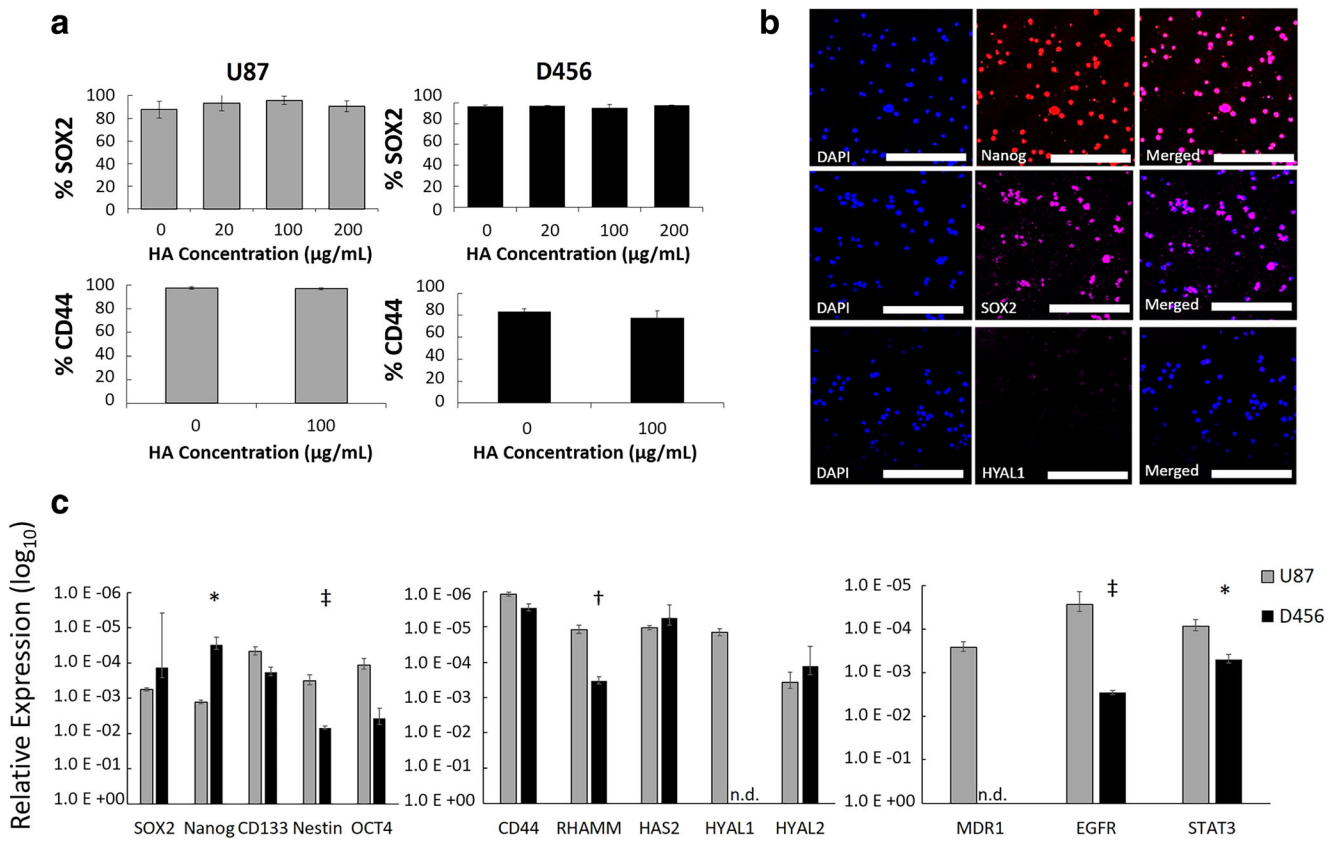 a
U87
% SOX2
100
80
60
40
20
0
0 20 100 200
HA Concentration (µg/mL)
D456
% SOX2
100
80
60
40
20
0
0 20 100 200
HA Concentration (µg/mL)
% CD44
100
80
60
40
20
0
0 100
HA Concentration (µg/mL)
% CD44
100
80
60
40
20
0
0 100
HA Concentration (µg/mL)
b
DAPI Nanog Merged
DAPI SOX2 Merged
DAPI HYAL1 Merged
c
Relative Expression (log10)
1.0 E -06
1.0 E -05
1.0 E -04
1.0 E -03
1.0 E -02
1.0 E -01
1.0 E +00
* ‡
SOX2 Nanog CD133 Nestin OCT4
1.0 E -06
1.0 E -05
1.0 E -04
1.0 E -03
1.0 E -02
1.0 E -01
1.0 E +00
†
n.d.
CD44 RHAMM HAS2 HYAL1 HYAL2
1.0 E -05
1.0 E -04
1.0 E -03
1.0 E -02
1.0 E -01
1.0 E +00
‡ *
n.d.
MDR1 EGFR STAT3
U87
D456